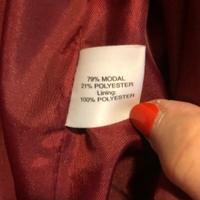 79% MODAL
21% POLYESTER
Lining:
100% POLYESTER